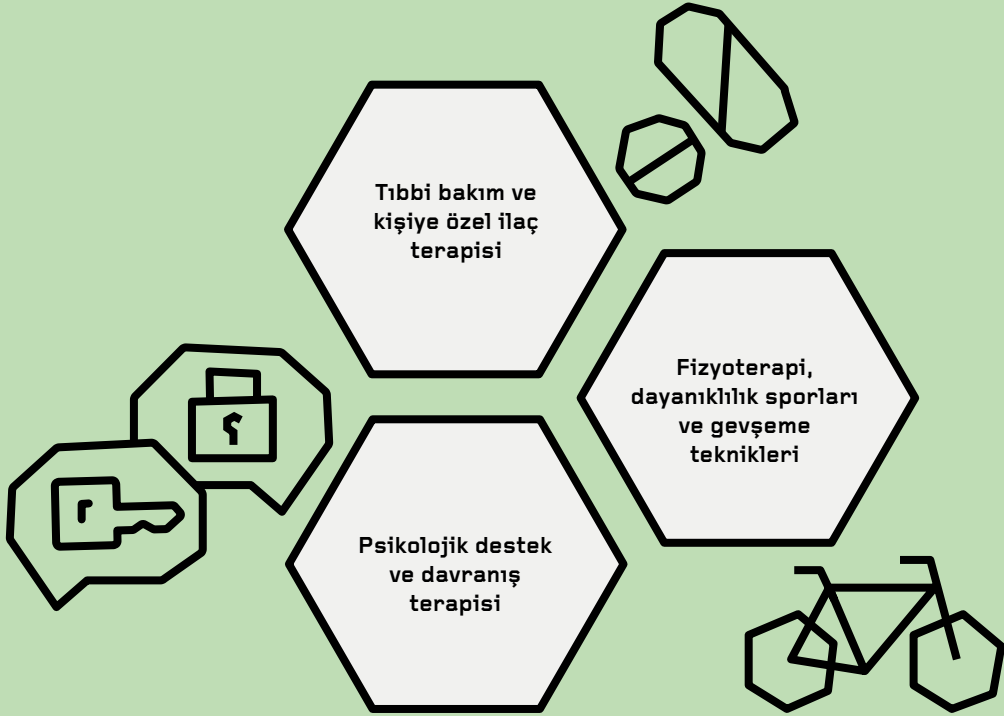 Tıbbi bakım ve
kişiye özel ilaç
terapisi
Fizyoterapi,
dayanıklılık sporları
ve gevşeme
teknikleri
Psikolojik destek
ve davranış
terapisi